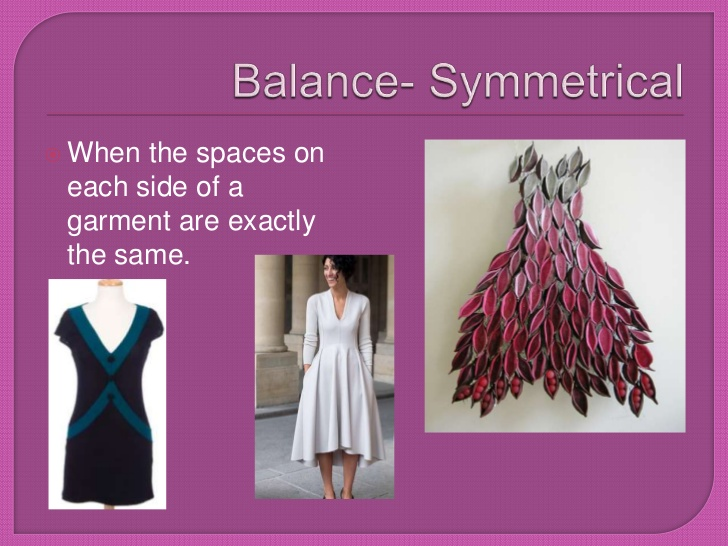 Balance- Symmetrical
When the spaces on
each side of a
garment are exactly
the same.